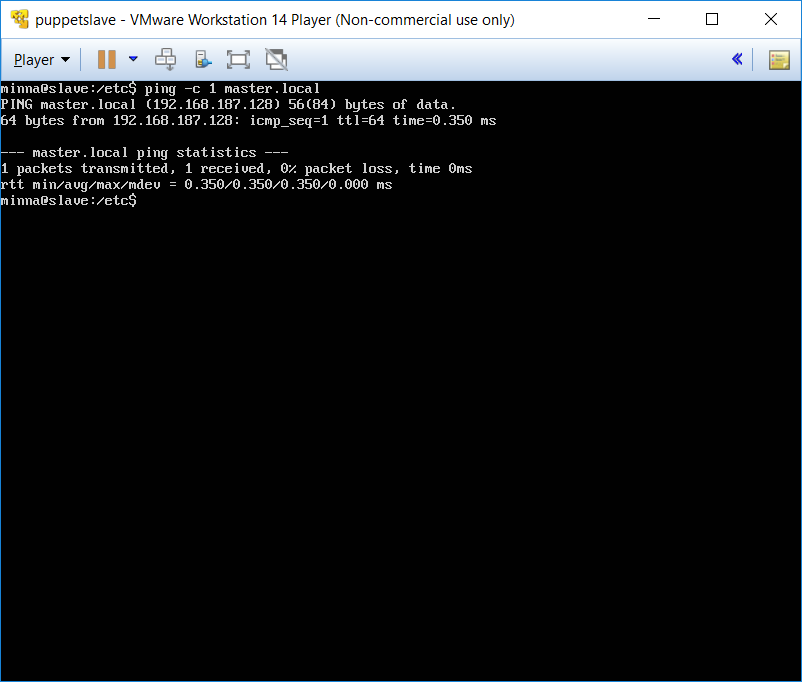 puppetslave - VMware Workstation 14 Player (Non-commercial use only)
Player
minna@slave:/etc$ ping -c 1 master.local
PING master.local (192.168.187.128) 56(84) bytes of data.
64 bytes from 192.168.187.128: icmp_seq=1 ttl=64 time=0.350 ms
--- master.local ping statistics ---
1 packets transmitted, 1 received, 0% packet loss, time 0ms
rtt min/avg/max/mdev = 0.350/0.350/0.350/0.000 ms
minna@slave:/etc$